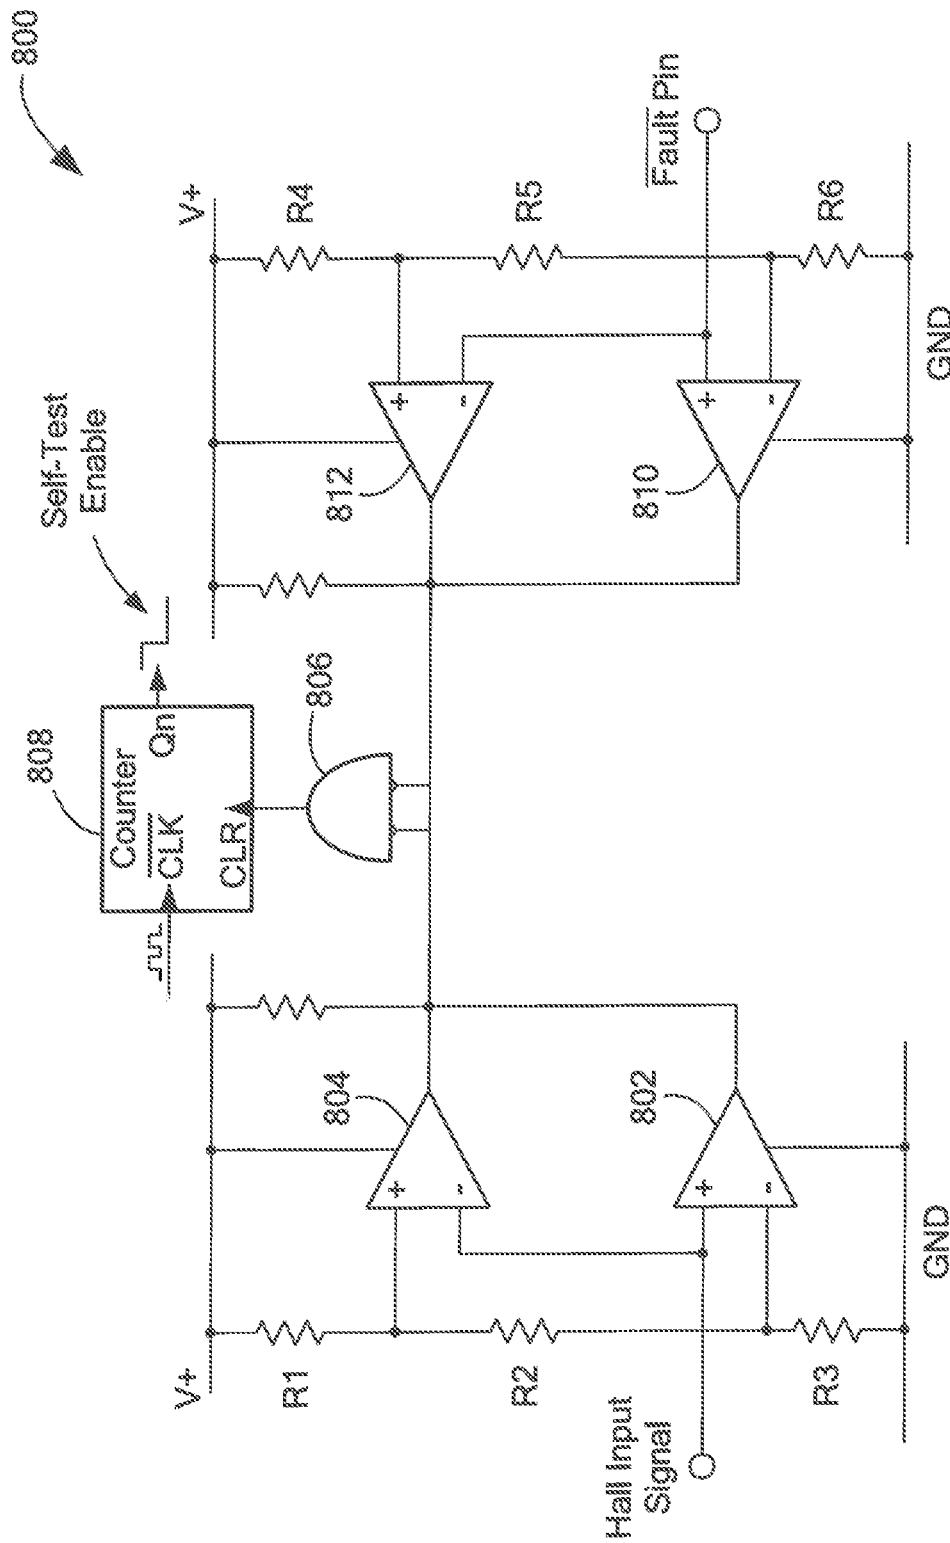 800
Self-Test
Enable
808
Counter
CLK
Qn
CLR
806
V+
V+
R1
R2
R3
804
+
-
802
+
-
Hall Input
Signal
GND
812
+
-
810
+
-
R4
R5
R6
Fault Pin
GND